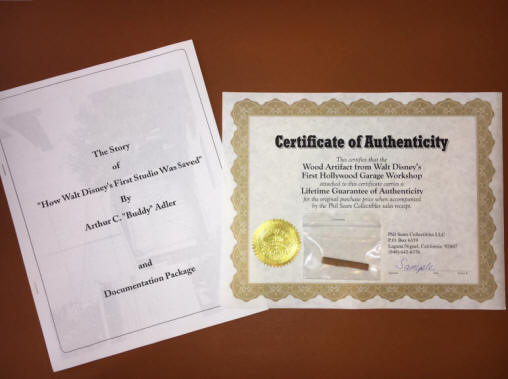 The Story
of
"How Walt Disney's First Studio Was Saved"
By
Arthur C. "Buddy" Adler
and
Documentation Package
Certificate of Authenticity
This certifies that the
Wood Artifact from Walt Disney's
First Hollywood Garage Workshop
attached to this certificate carries a
Lifetime Guarantee of Authenticity
for the original purchase price when accompanied
by the Phil Sears Collectibles sales receipt.
Phil Sears Collectibles LLC
P.O. Box 6359
Laguna Niguel, California 92607
Sample